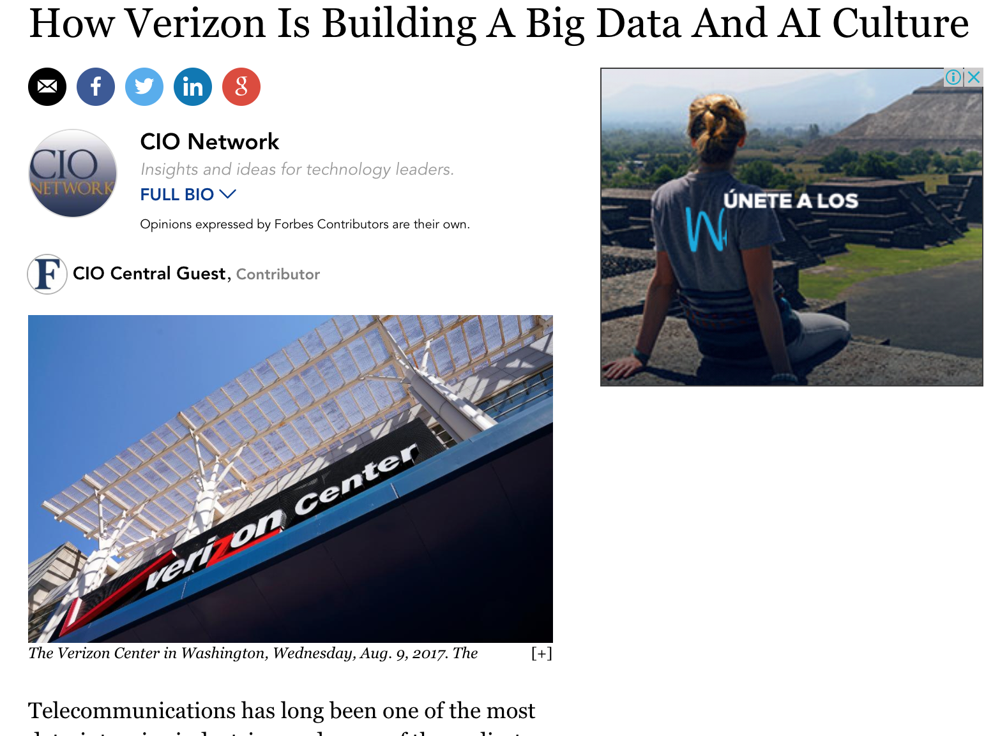 How Verizon Is Building A Big Data And AI Culture
CIO
NETWORK
CIO Network
Insights and ideas for technology leaders.
FULL BIO
Opinions expressed by Forbes Contributors are their own.
F
CIO Central Guest, Contributor
verizon center
The Verizon Center in Washington, Wednesday, Aug. 9, 2017. The [+]
Telecommunications has long been one of the most
ÚNETE A LOS
W